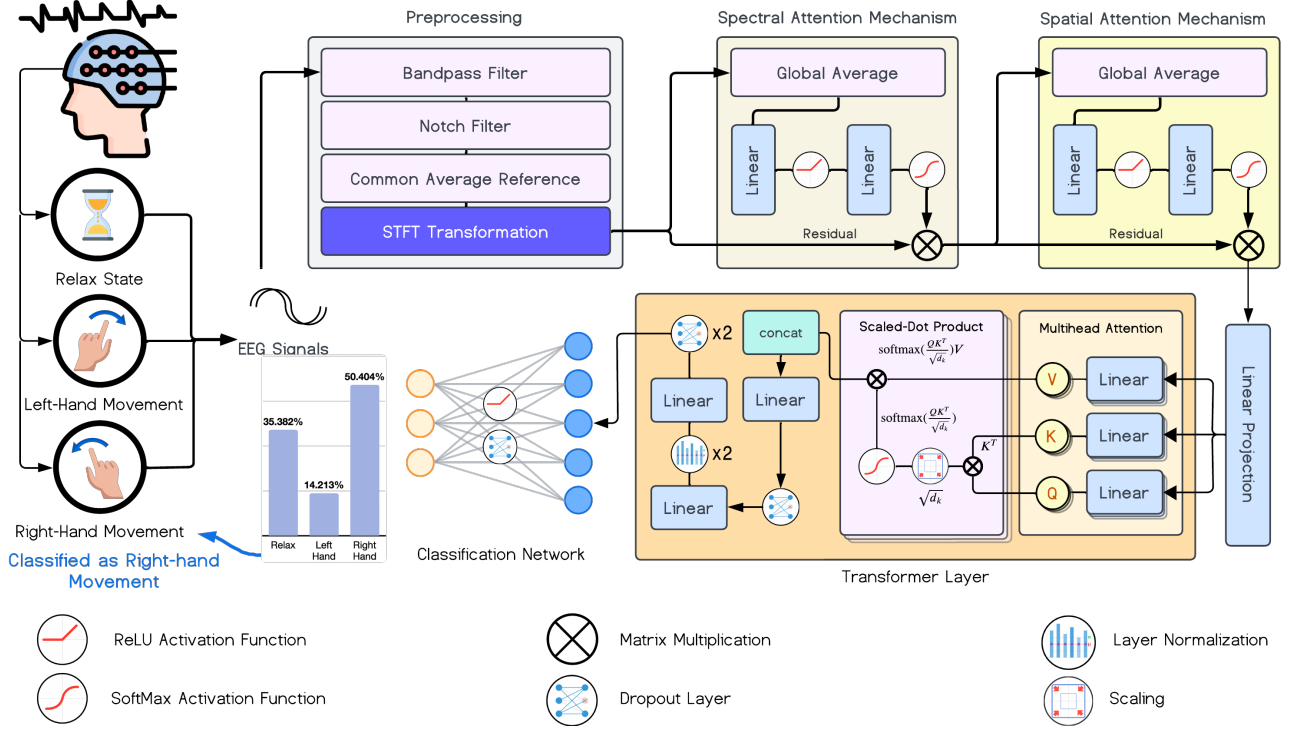 Preprocessing
Bandpass Filter
Notch Filter
Common Average Reference
STFT Transformation
Spectral Attention Mechanism
Global Average
Linear
Linear
Residual
Spatial Attention Mechanism
Global Average
Linear
Linear
Residual
Relax State
Left-Hand Movement
Right-Hand Movement
Classified as Right-hand
Movement
EEG Signals
50.404%
35.382%
14.213%
Relax
Left
Hand
Right
Hand
Classification Network
x2
concat
Linear
Linear
x2
Linear
Scaled-Dot Product
softmax(QK^T/√d_k)V
softmax(QK^T/√d_k)
K^T
√d_k
Multihead Attention
V
Linear
K
Linear
Q
Linear
Linear Projection
Transformer Layer
ReLU Activation Function
Matrix Multiplication
Layer Normalization
SoftMax Activation Function
Dropout Layer
Scaling